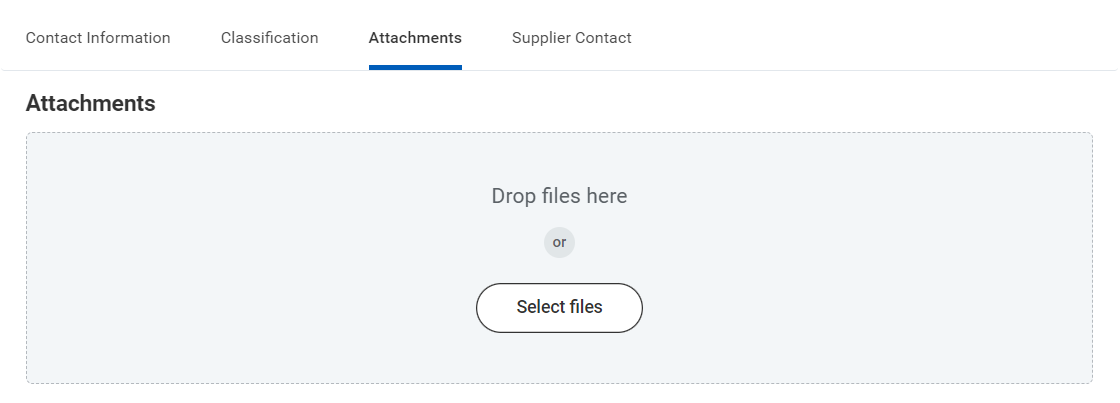 Contact Information Classification Attachments Supplier Contact
Attachments
Drop files here
or
Select files